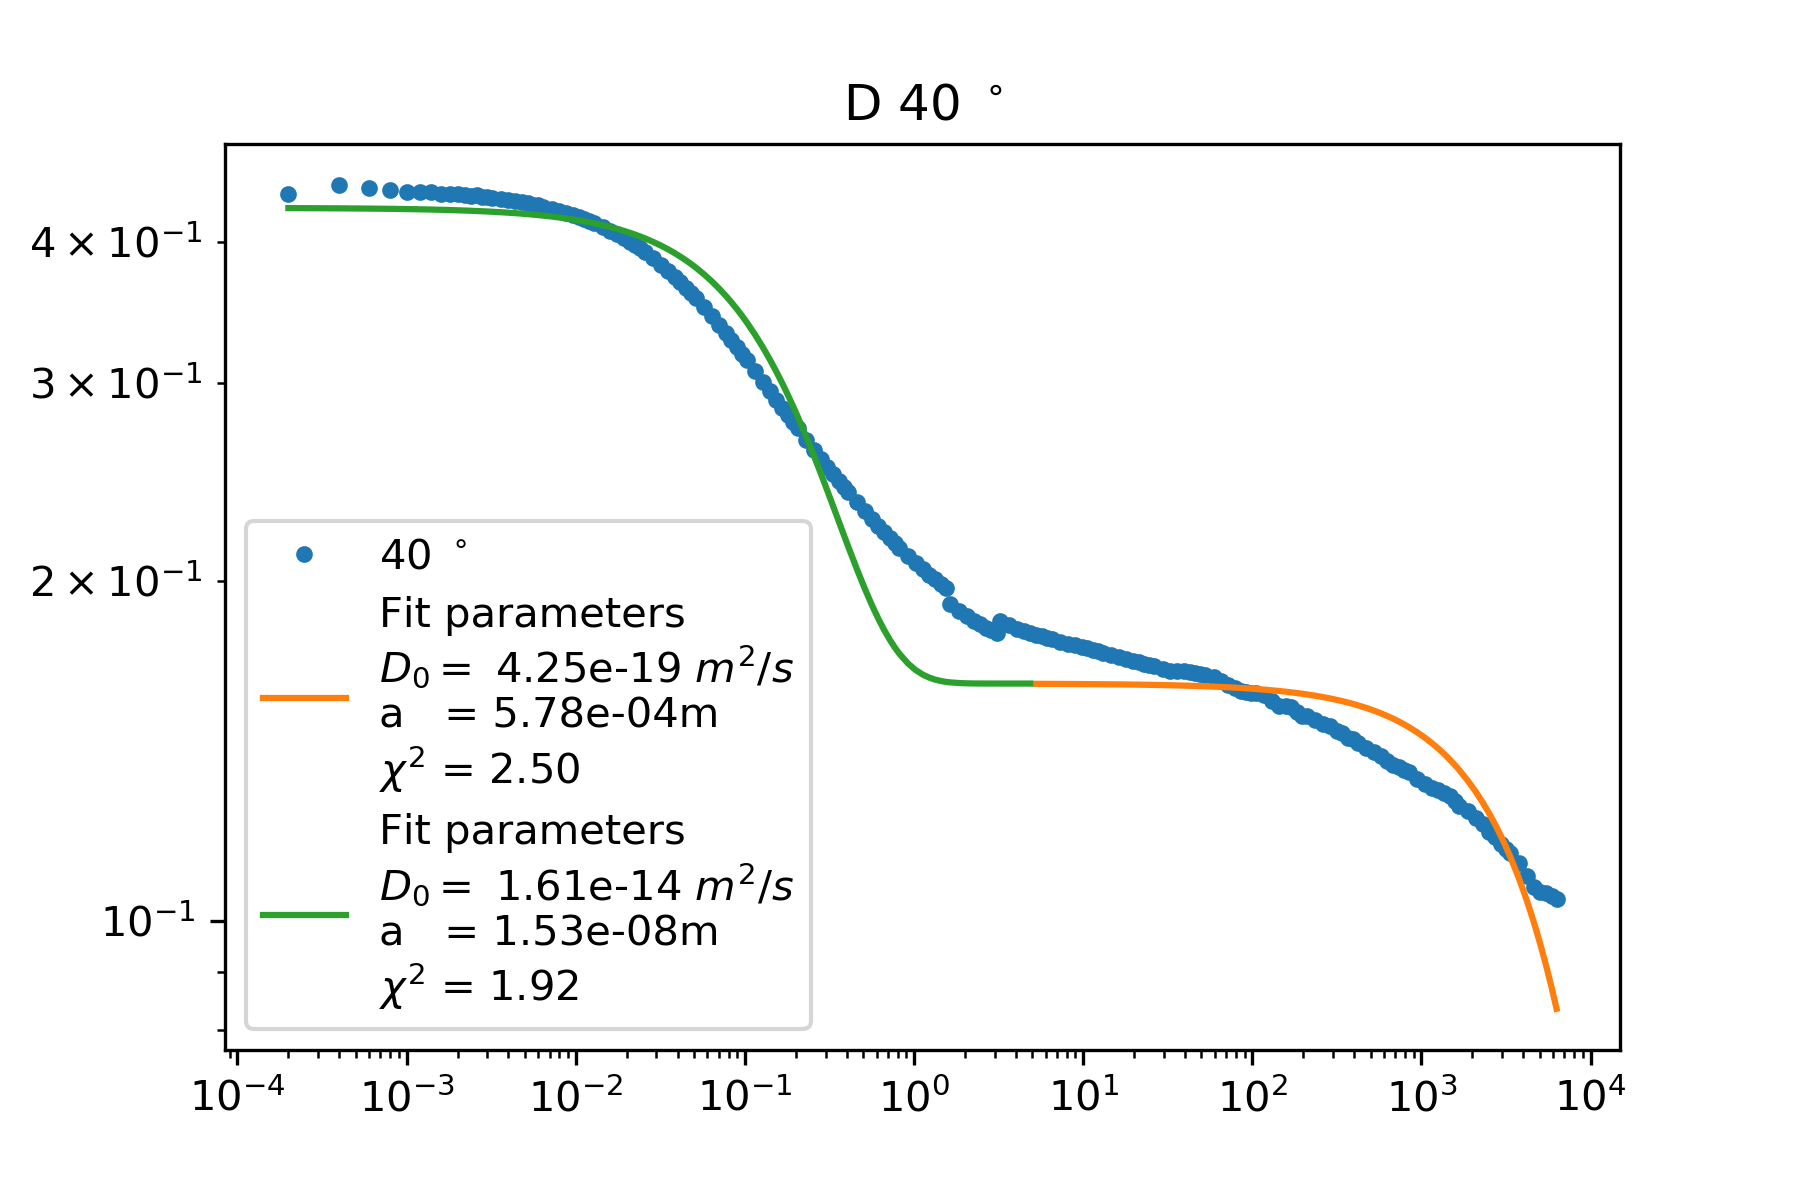 D 40 °
4 × 10⁻¹
3 × 10⁻¹
2 × 10⁻¹
10⁻¹
40 °
Fit parameters
D₀ = 4.25e-19 m²/s
a = 5.78e-04m
χ² = 2.50
Fit parameters
D₀ = 1.61e-14 m²/s
a = 1.53e-08m
χ² = 1.92
10⁻⁴ 10⁻³ 10⁻² 10⁻¹ 10⁰ 10¹ 10² 10³ 10⁴